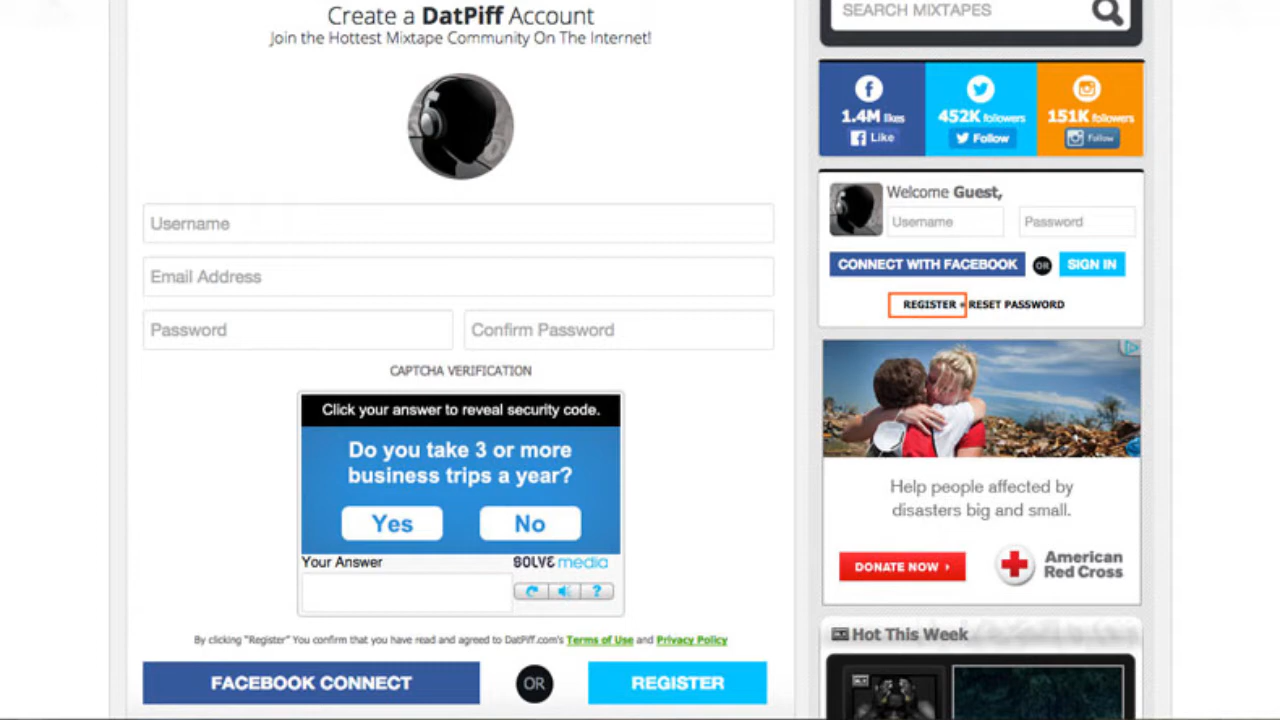 Create a DatPiff Account
Join the Hottest Mixtape Community On The Internet!
Username
Email Address
Password
Confirm Password
CAPTCHA VERIFICATION
Click your answer to reveal security code.
Do you take 3 or more
business trips a year?
Yes
No
Your Answer
SOLVE media
?
By clicking "Register" You confirm that you have read and agreed to DatPiff.com's Terms of Use and Privacy Policy
FACEBOOK CONNECT
OR
REGISTER
SEARCH MIXTAPES
1.4M likes
Like
452K followers
Follow
151K followers
Follow
Welcome Guest,
Username
Password
CONNECT WITH FACEBOOK
OR
SIGN IN
REGISTER • RESET PASSWORD
Help people affected by
disasters big and small.
DONATE NOW ›
American
Red Cross
Hot This Week